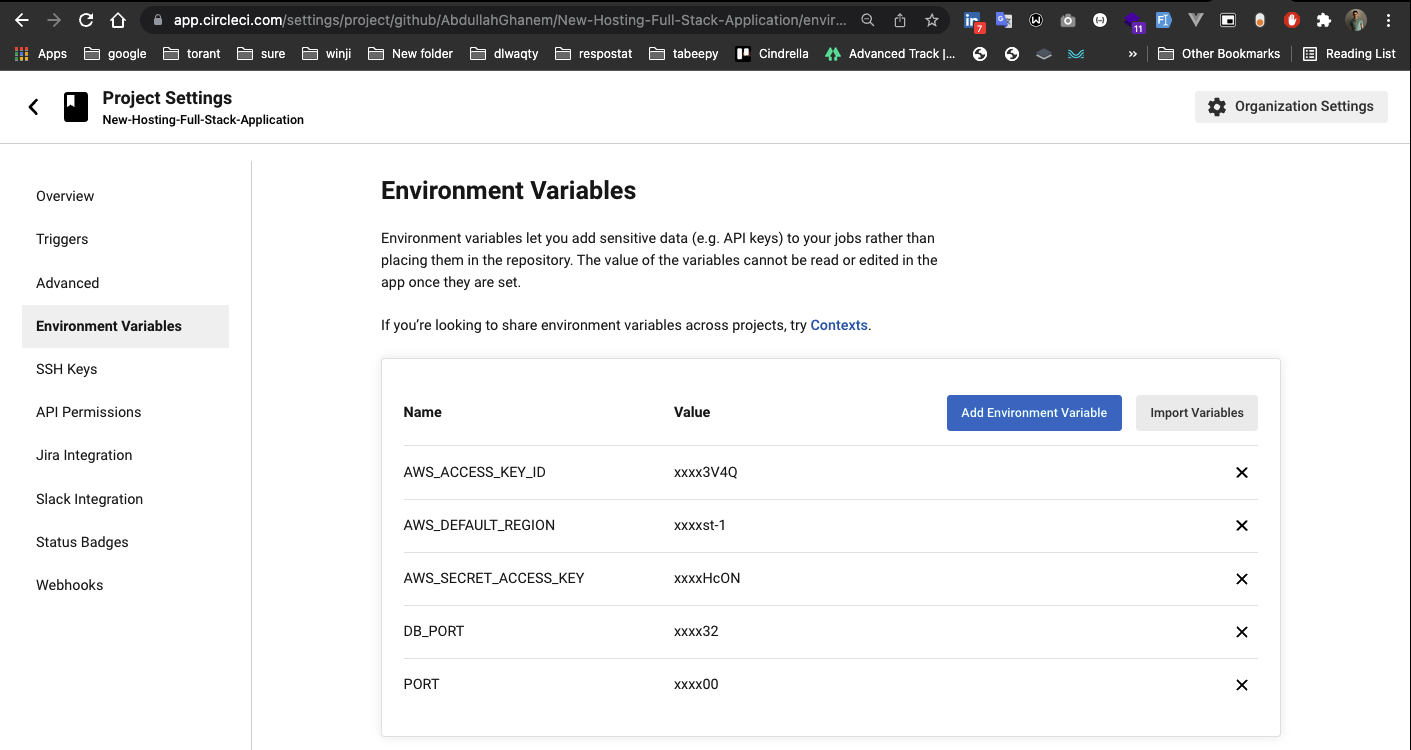 app.circleci.com/settings/project/github/AbdullahGhanem/New-Hosting-Full-Stack-Application/envir...
7
11
Apps google torant sure winji New folder dlwaqty respostat tabeepy Cindrella Advanced Track |... » Other Bookmarks Reading List
Project Settings
New-Hosting-Full-Stack-Application
Organization Settings
Overview
Triggers
Advanced
Environment Variables
SSH Keys
API Permissions
Jira Integration
Slack Integration
Status Badges
Webhooks
Environment Variables
Environment variables let you add sensitive data (e.g. API keys) to your jobs rather than
placing them in the repository. The value of the variables cannot be read or edited in the
app once they are set.
If you’re looking to share environment variables across projects, try Contexts.
Name Value Add Environment Variable Import Variables
AWS_ACCESS_KEY_ID xxxx3V4Q
AWS_DEFAULT_REGION xxxxst-1
AWS_SECRET_ACCESS_KEY xxxxHcON
DB_PORT xxxx32
PORT xxxx00